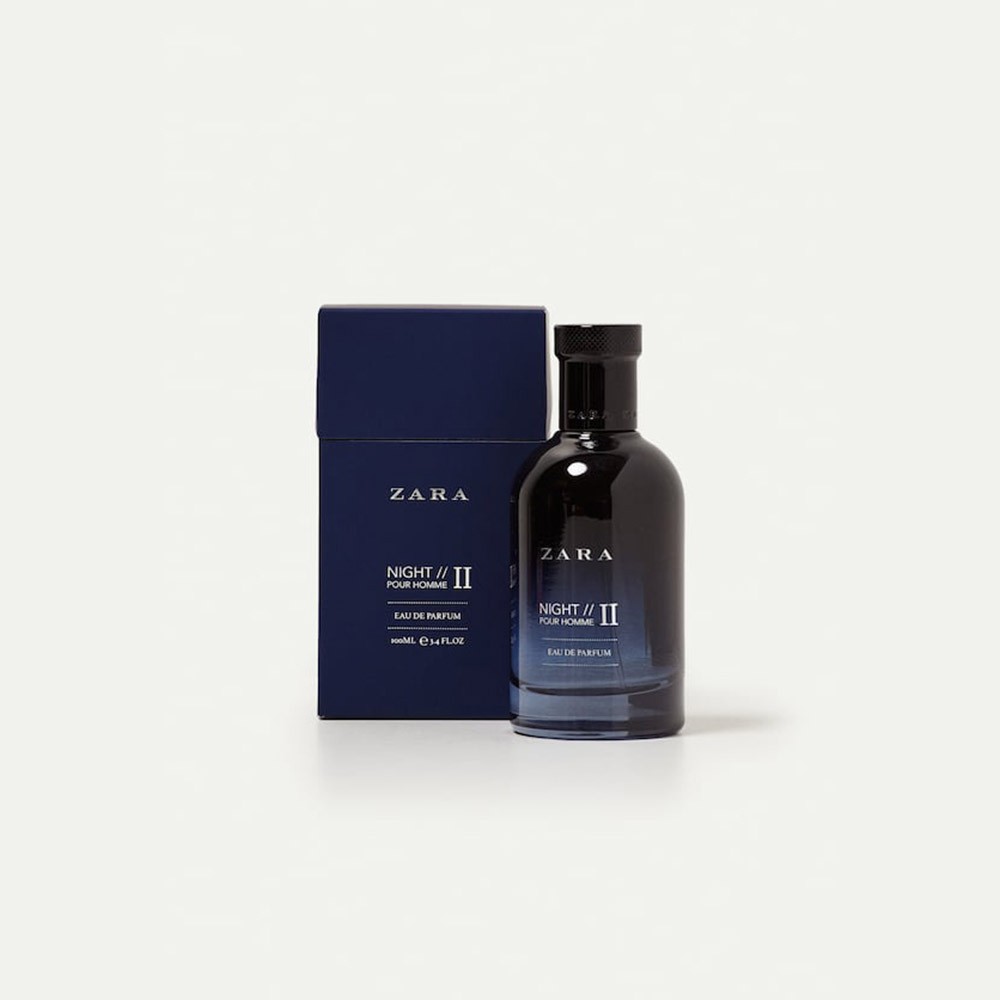 ZARA
NIGHT // II
POUR HOMME
EAU DE PARFUM
100ML e 3.4 FL.OZ
ZARA
ZARA
NIGHT // II
POUR HOMME
EAU DE PARFUM